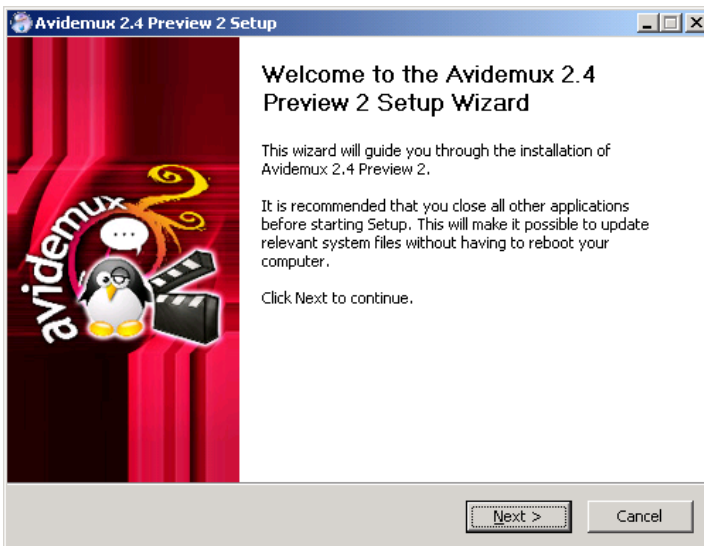 Avidemux 2.4 Preview 2 Setup
Welcome to the Avidemux 2.4
Preview 2 Setup Wizard
This wizard will guide you through the installation of
Avidemux 2.4 Preview 2.
It is recommended that you close all other applications
before starting Setup. This will make it possible to update
relevant system files without having to reboot your
computer.
Click Next to continue.
avidemux 2
Next >
Cancel